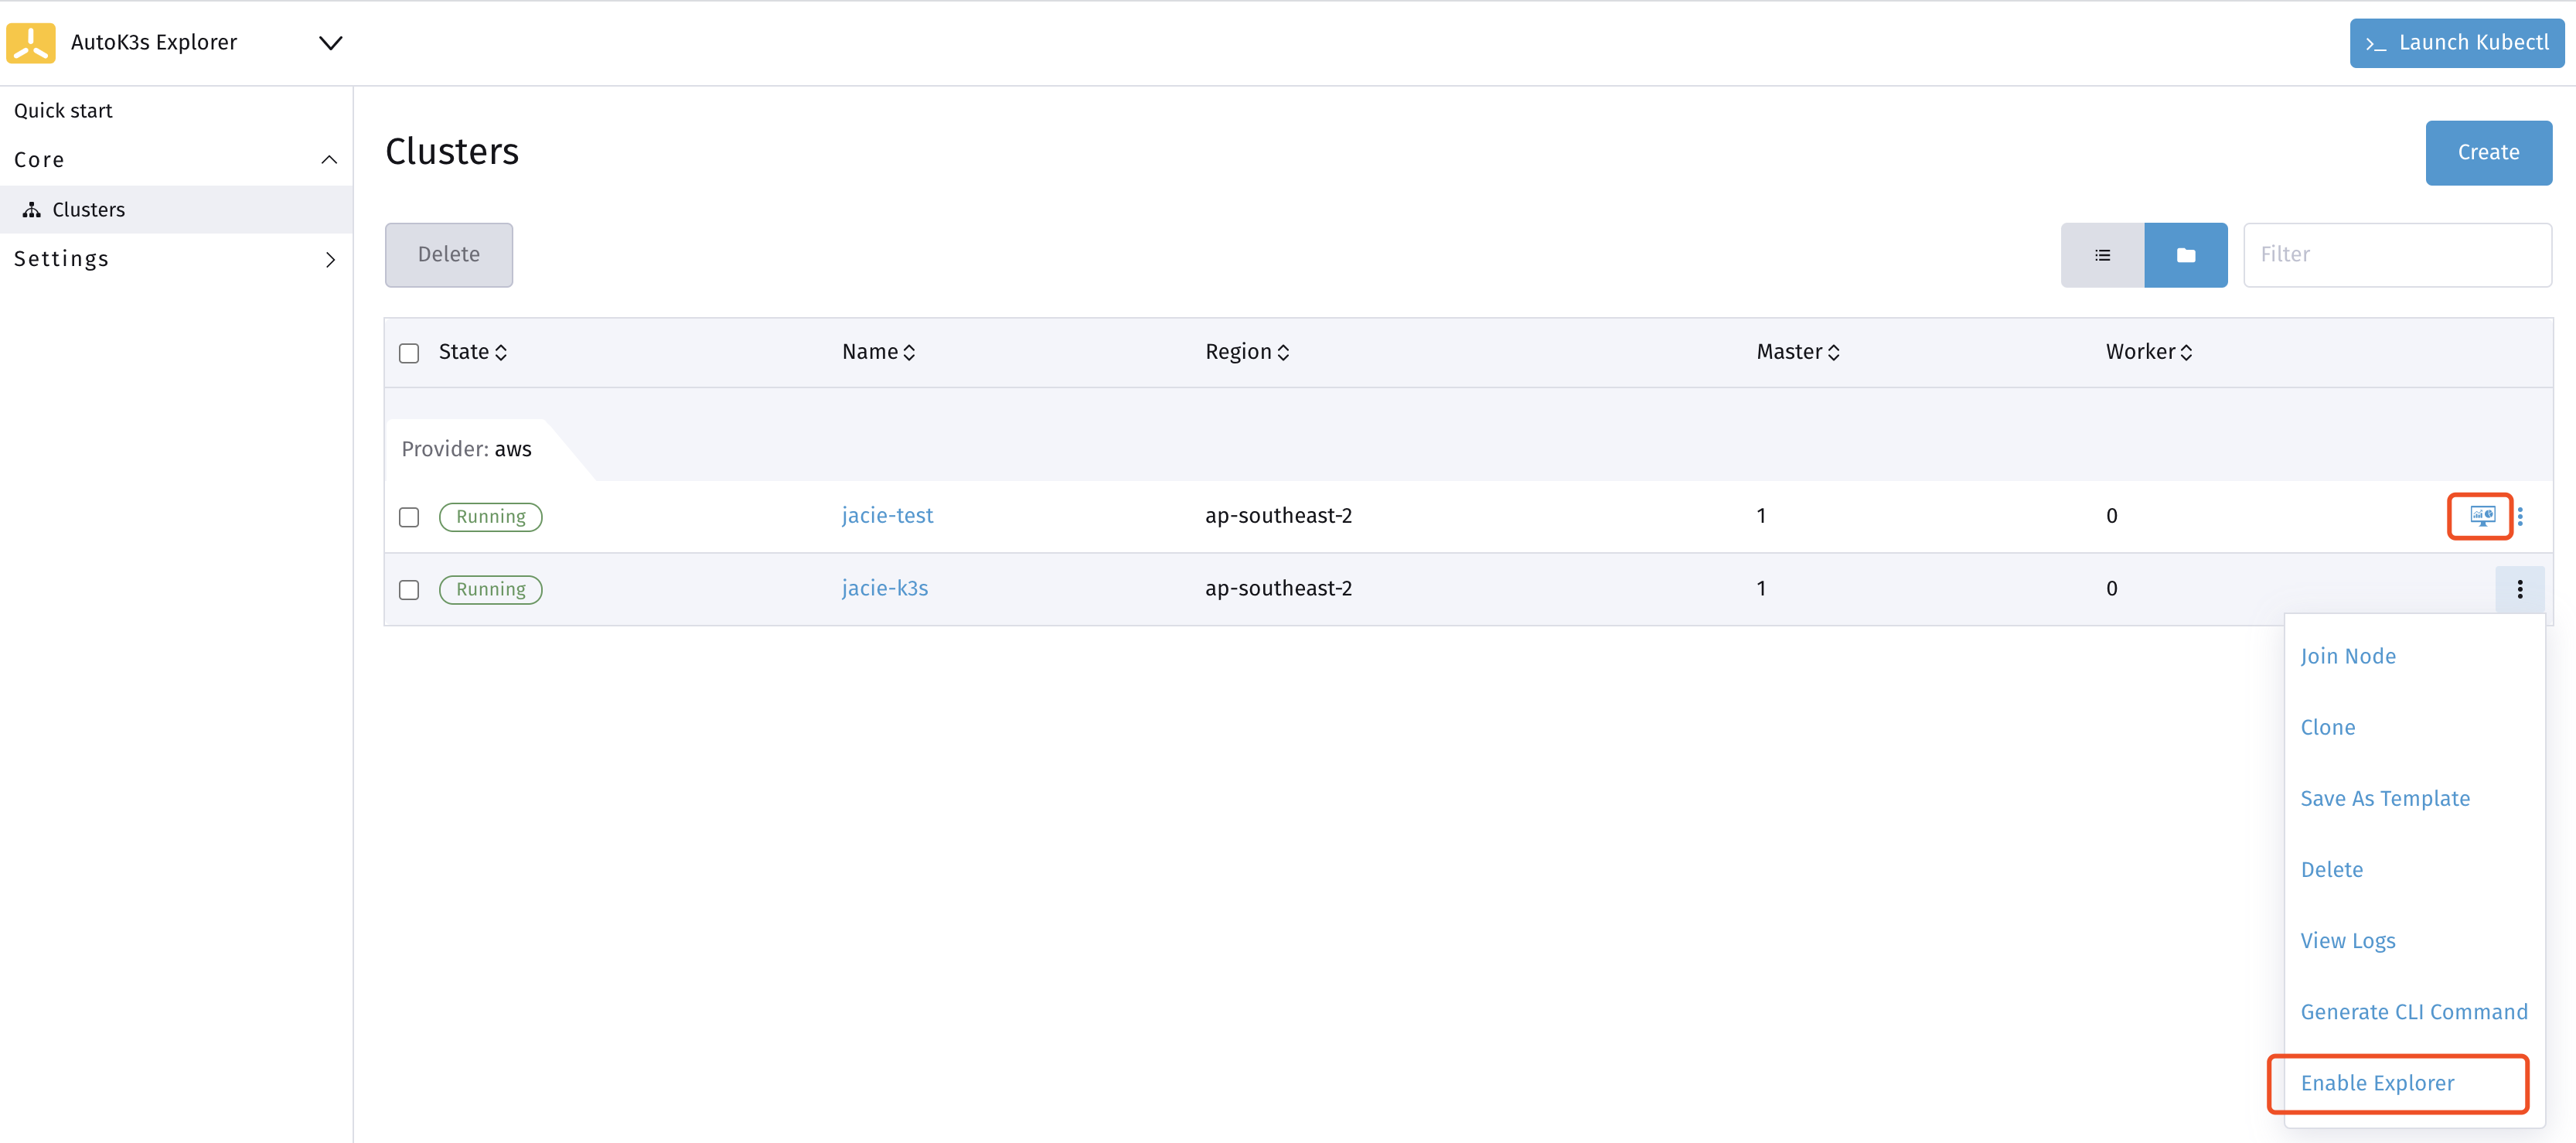 AutoK3s Explorer
>_ Launch Kubectl
Quick start
Core
Clusters
Settings
Clusters
Create
Delete
Filter
State Name Region Master Worker
Provider: aws
Running jacie-test ap-southeast-2 1 0
Running jacie-k3s ap-southeast-2 1 0
Join Node
Clone
Save As Template
Delete
View Logs
Generate CLI Command
Enable Explorer